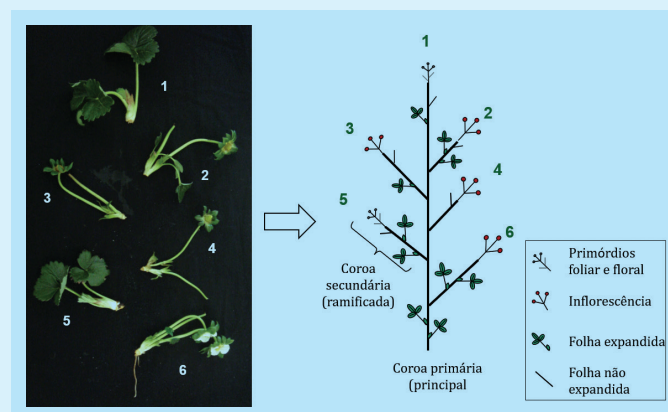 1
2
3
4
5
6
1
2
3
4
5
6
Coroa
secundária
(ramificada)
Coroa primária
(principal
Primórdios
foliar e floral
Inflorescência
Folha expandida
Folha não
expandida